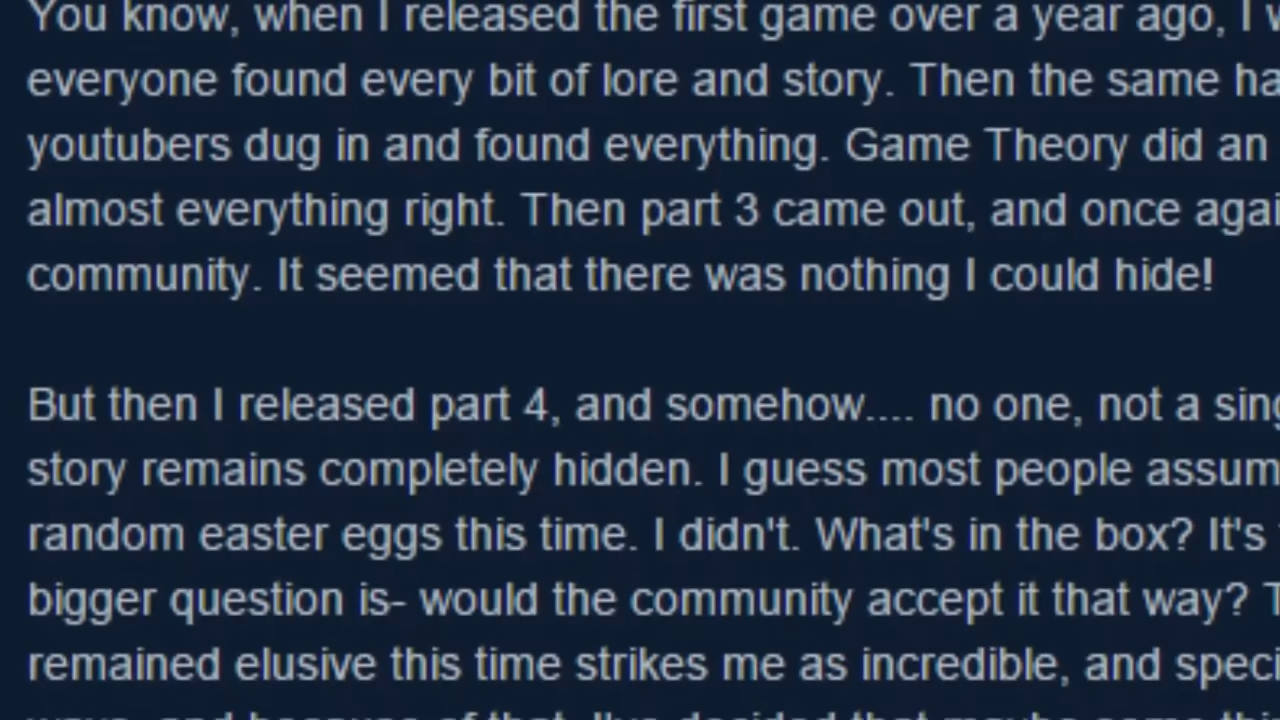 You know, when I released the first game over a year ago, I
everyone found every bit of lore and story. Then the same
youtubers dug in and found everything. Game Theory did an
almost everything right. Then part 3 came out, and once
community. It seemed that there was nothing I could hide!
But then I released part 4, and somehow.... no one, not a
story remains completely hidden. I guess most people
random easter eggs this time. I didn't. What's in the box? It's
bigger question is- would the community accept it that way?
remained elusive this time strikes me as incredible, and